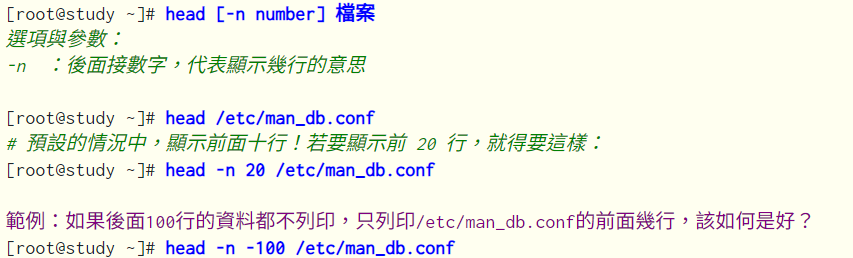 [root@study ~]# head [-n number] 檔案
選項與參數：
-n  ：後面接數字，代表顯示幾行的意思
[root@study ~]# head /etc/man_db.conf
# 預設的情況中，顯示前面十行！若要顯示前 20 行，就得要這樣：
[root@study ~]# head -n 20 /etc/man_db.conf
範例：如果後面100行的資料都不列印，只列印/etc/man_db.conf的前面幾行，該如何是好？
[root@study ~]# head -n -100 /etc/man_db.conf